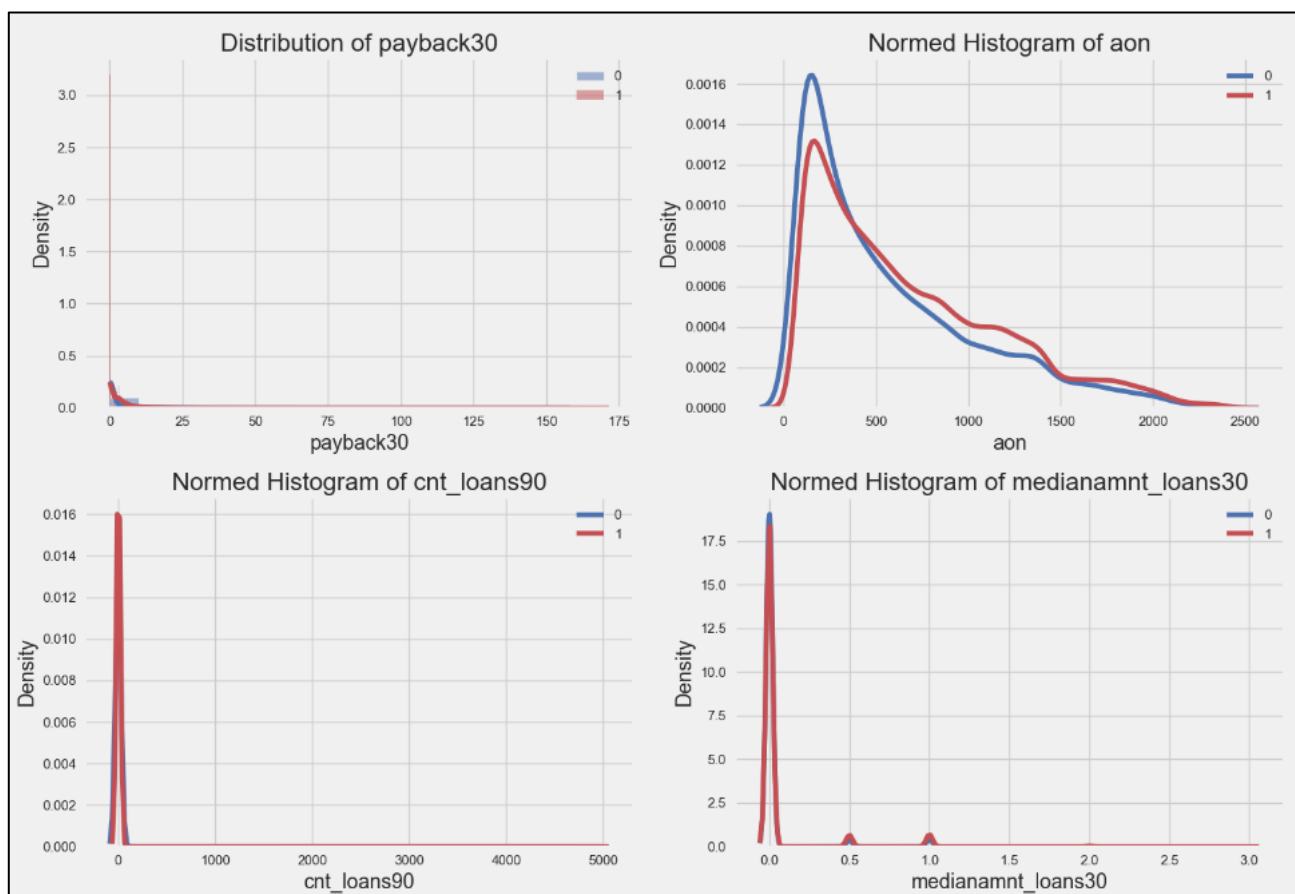 Distribution of payback30
0
1
Density
3.0
2.5
2.0
1.5
1.0
0.5
0.0
0 25 50 75 100 125 150 175
payback30
Normed Histogram of aon
0
1
Density
0.0016
0.0014
0.0012
0.0010
0.0008
0.0006
0.0004
0.0002
0.0000
0 500 1000 1500 2000 2500
aon
Normed Histogram of cnt_loans90
0
1
Density
0.016
0.014
0.012
0.010
0.008
0.006
0.004
0.002
0.000
0 1000 2000 3000 4000 5000
cnt_loans90
Normed Histogram of medianamnt_loans30
0
1
Density
17.5
15.0
12.5
10.0
7.5
5.0
2.5
0.0
0.0 0.5 1.0 1.5 2.0 2.5 3.0
medianamnt_loans30